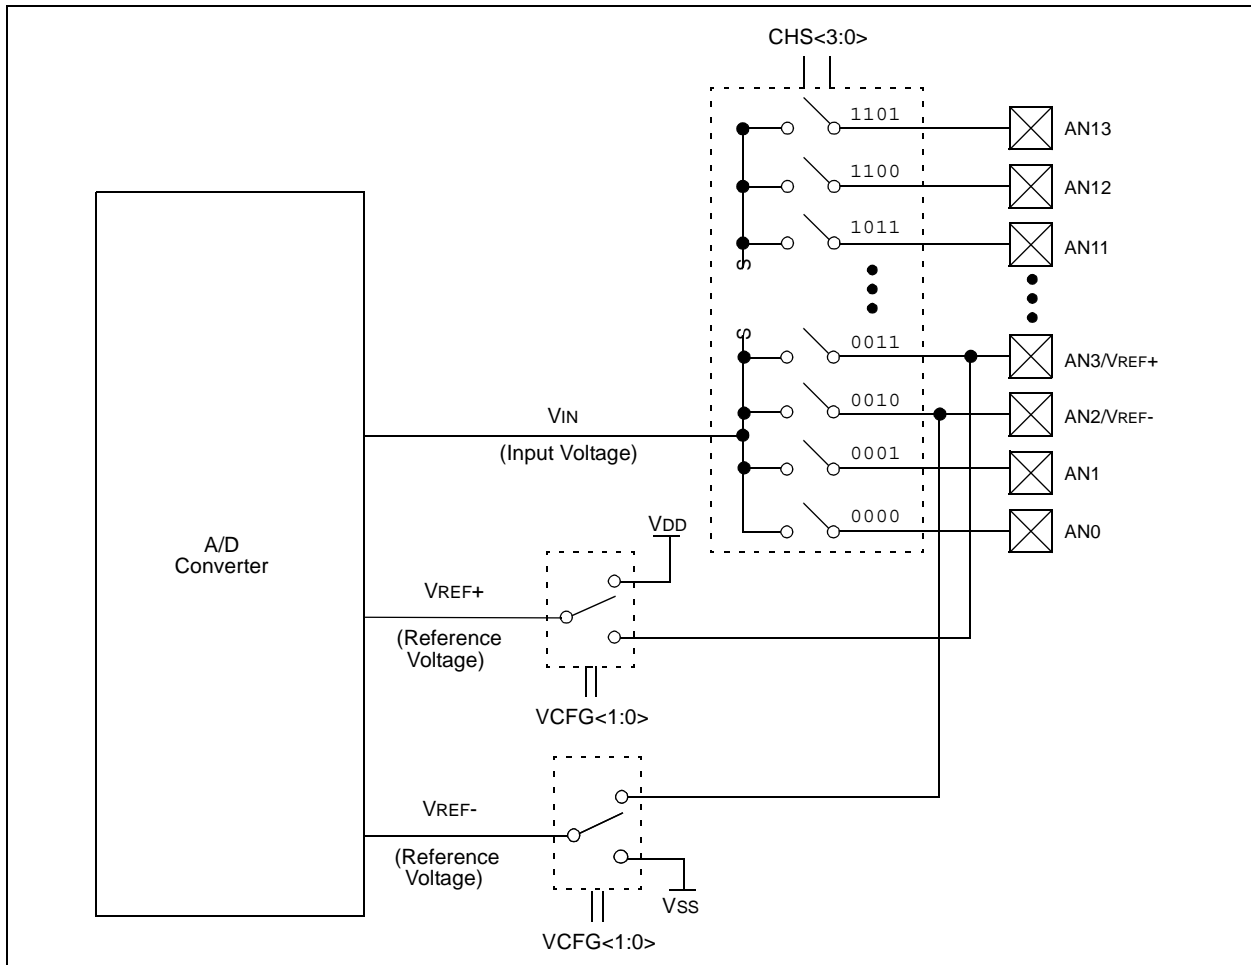 CHS<3:0>
1101
AN13
1100
AN12
1011
AN11
0011
AN3/VREF+
0010
AN2/VREF-
VIN
(Input Voltage)
0001
AN1
0000
AN0
A/D
Converter
VDD
VREF+
(Reference
Voltage)
VCFG<1:0>
VREF-
(Reference
Voltage)
VSS
VCFG<1:0>